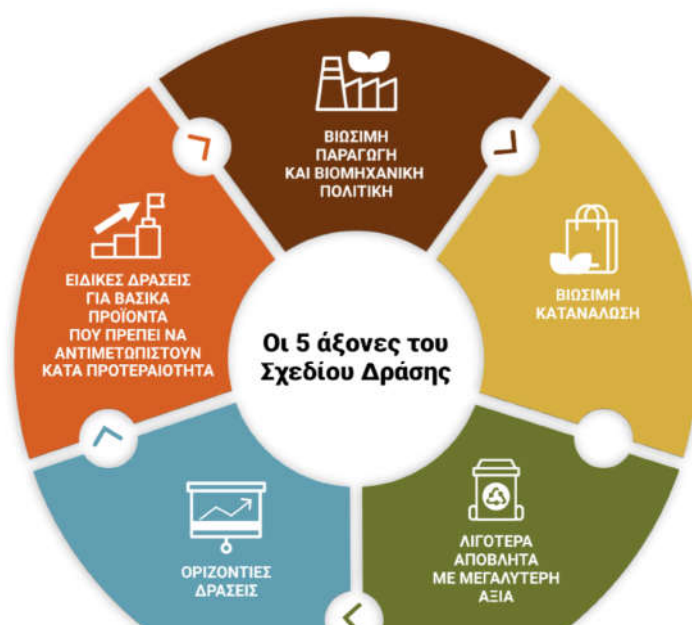 ΒΙΩΣΙΜΗ
ΠΑΡΑΓΩΓΗ
ΚΑΙ ΒΙΟΜΗΧΑΝΙΚΗ
ΠΟΛΙΤΙΚΗ
ΒΙΩΣΙΜΗ
ΚΑΤΑΝΑΛΩΣΗ
ΛΙΓΟΤΕΡΑ
ΑΠΟΒΛΗΤΑ
ΜΕ ΜΕΓΑΛΥΤΕΡΗ
ΑΞΙΑ
ΟΡΙΖΟΝΤΙΕΣ
ΔΡΑΣΕΙΣ
ΕΙΔΙΚΕΣ ΔΡΑΣΕΙΣ
ΓΙΑ ΒΑΣΙΚΑ
ΠΡΟΪΟΝΤΑ
ΠΟΥ ΠΡΕΠΕΙ ΝΑ
ΑΝΤΙΜΕΤΩΠΙΣΤΟΥΝ
ΚΑΤΑ ΠΡΟΤΕΡΑΙΟΤΗΤΑ
Οι 5 άξονες του
Σχεδίου Δράσης